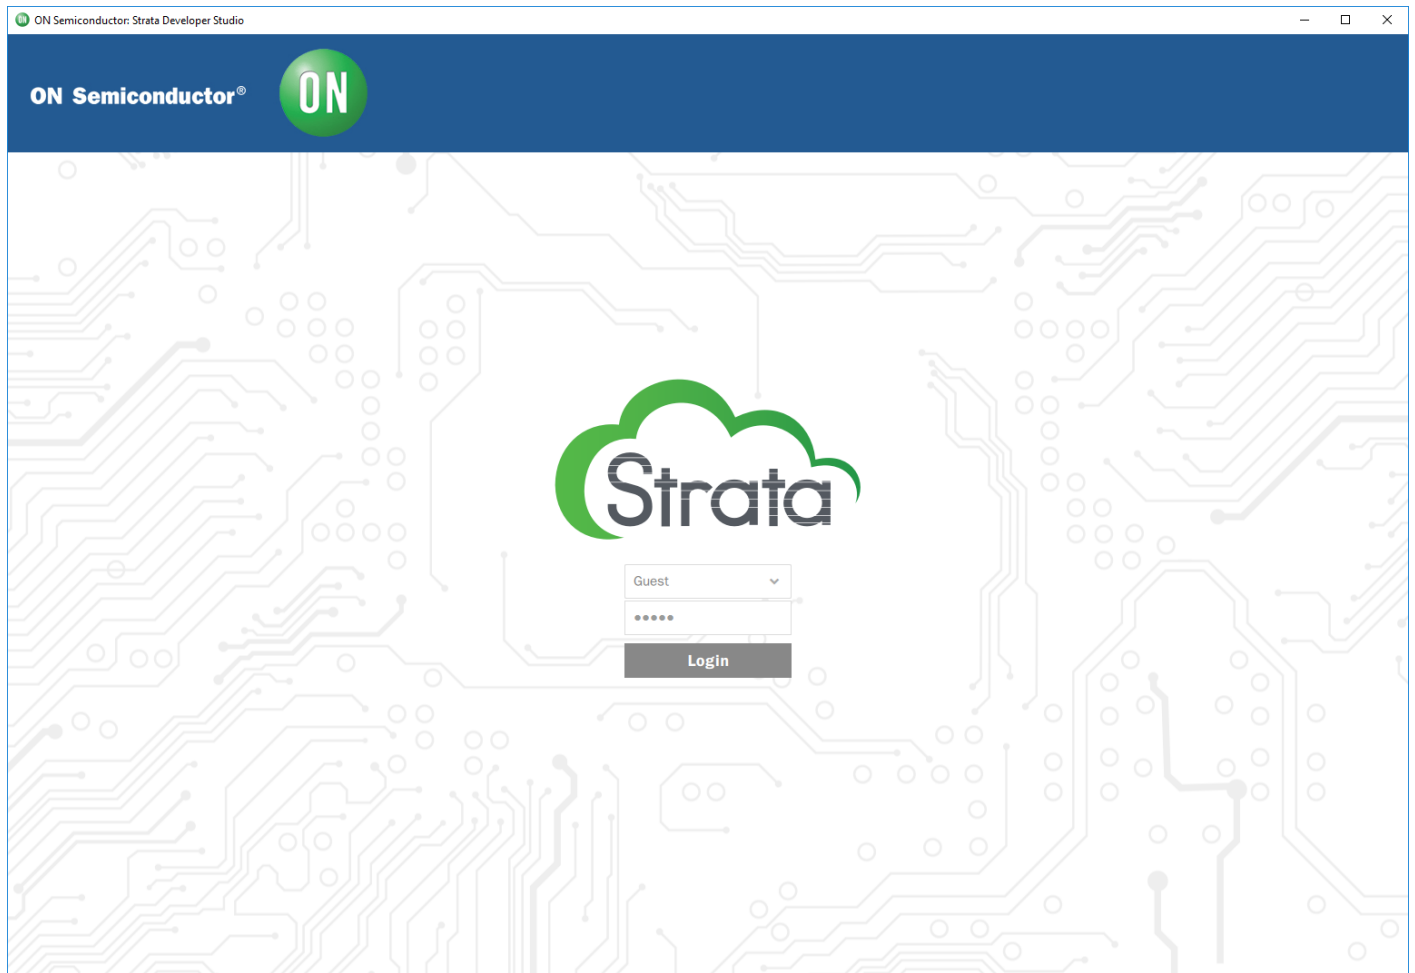 ON Semiconductor: Strata Developer Studio
ON Semiconductor®
ON
Strata
Guest
•••••
Login